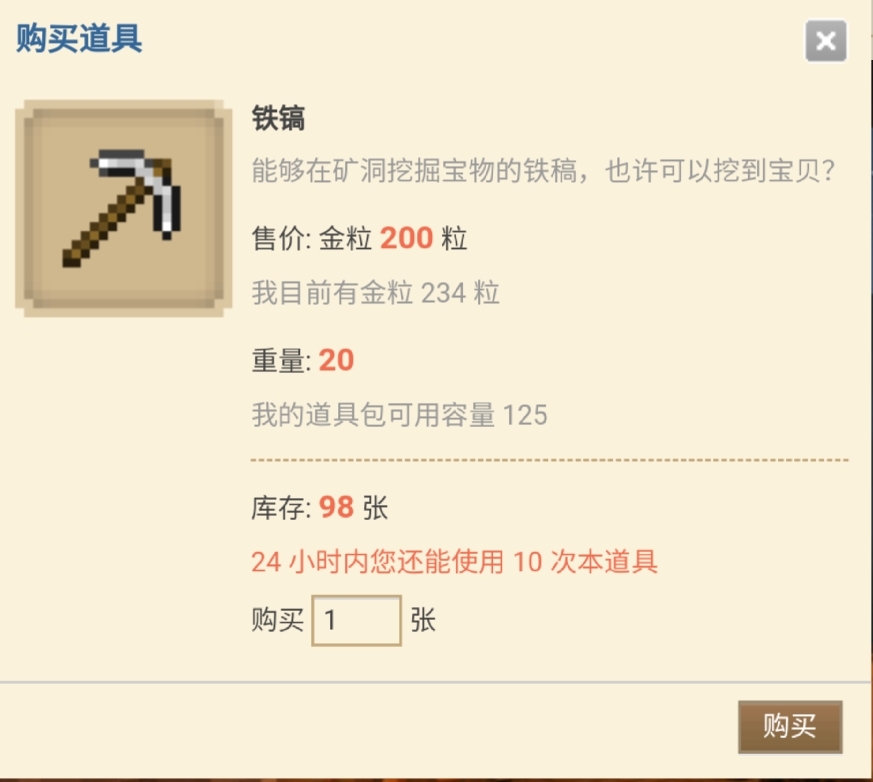 购买道具
铁镐
能够在矿洞挖掘宝物的铁稿，也许可以挖到宝贝？
售价: 金粒 200 粒
我目前有金粒 234 粒
重量: 20
我的道具包可用容量 125
库存: 98 张
24 小时内您还能使用 10 次本道具
购买 1 张
购买